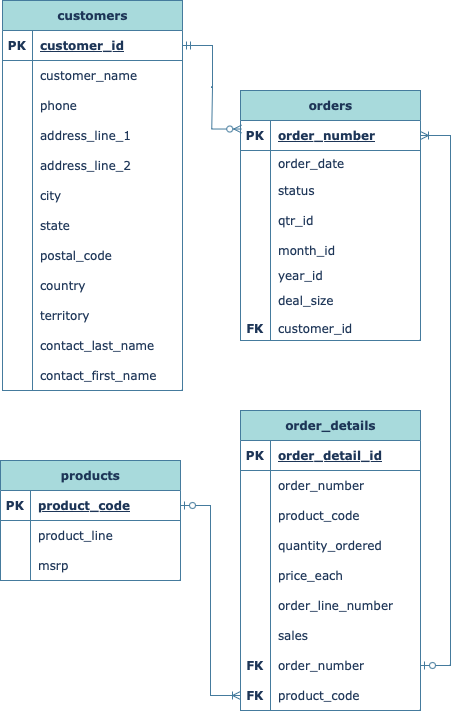 customers
PK customer_id
customer_name
phone
address_line_1
address_line_2
city
state
postal_code
country
territory
contact_last_name
contact_first_name
orders
PK order_number
order_date
status
qtr_id
month_id
year_id
deal_size
FK customer_id
products
PK product_code
product_line
msrp
order_details
PK order_detail_id
order_number
product_code
quantity_ordered
price_each
order_line_number
sales
FK order_number
FK product_code